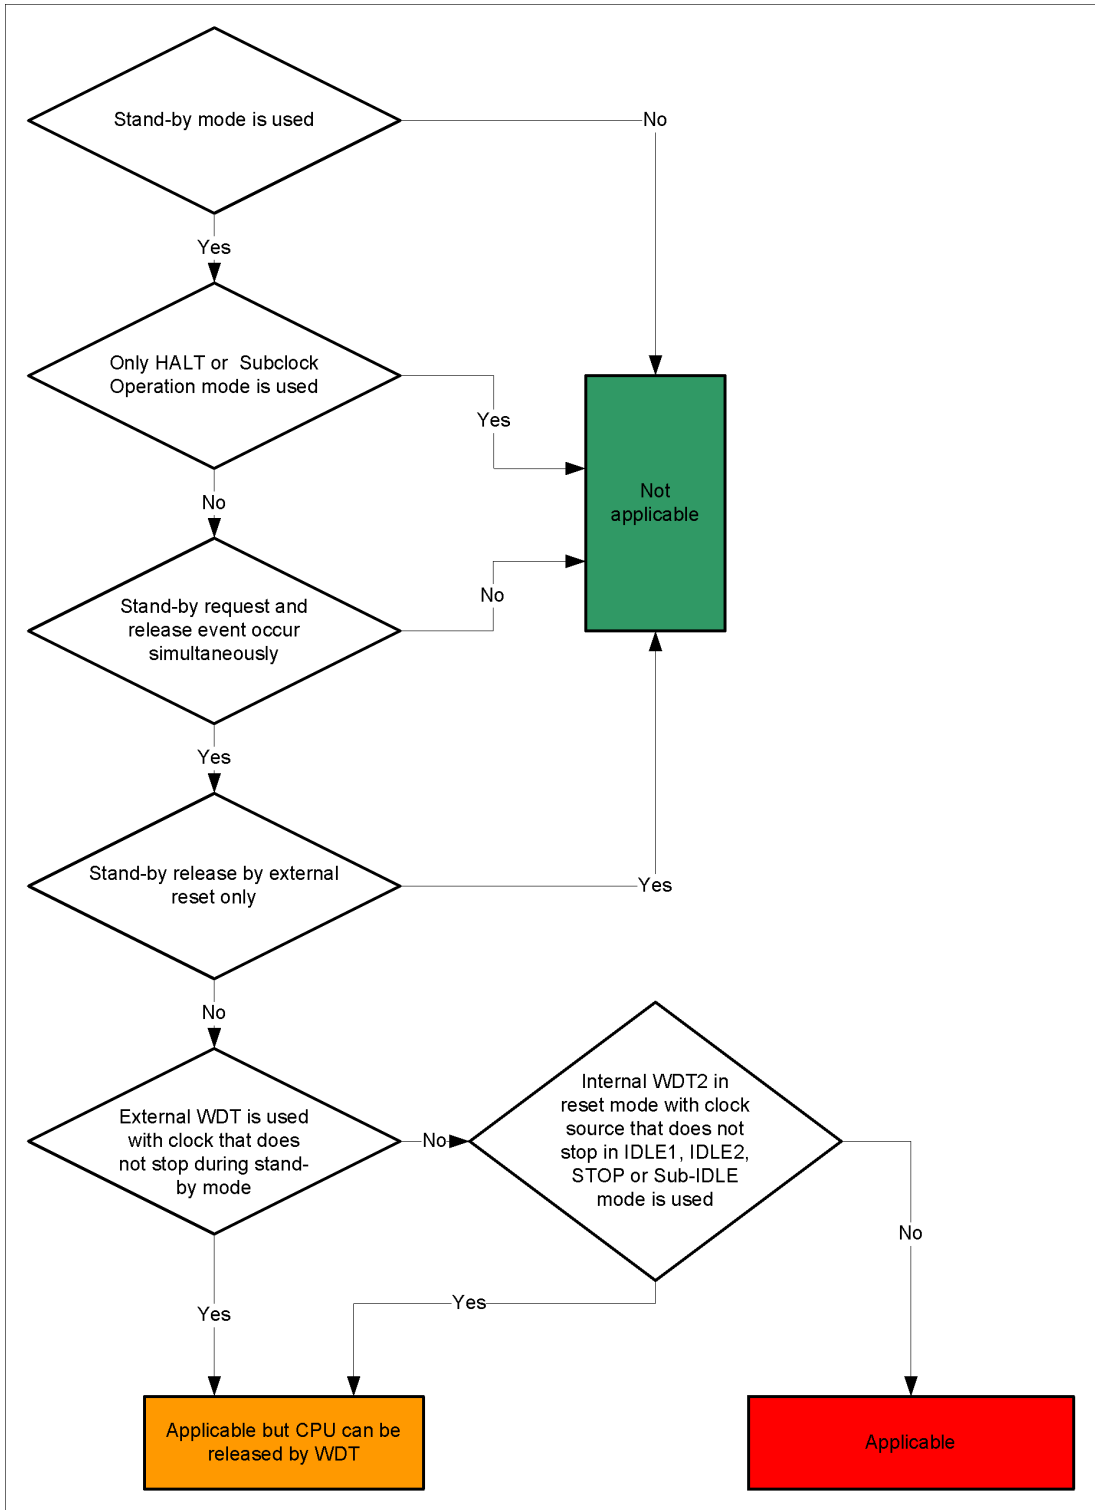 Stand-by mode is used
No
Yes
Only HALT or  Subclock
Operation mode is used
Yes
Not
applicable
No
Stand-by request and
release event occur
simultaneously
No
Yes
Stand-by release by external
reset only
Yes
No
External WDT is used
with clock that does
not stop during stand-
by mode
No
Internal WDT2 in
reset mode with clock
source that does not
stop in IDLE1, IDLE2,
STOP or Sub-IDLE
mode is used
No
Yes
Yes
Applicable but CPU can be
released by WDT
Applicable